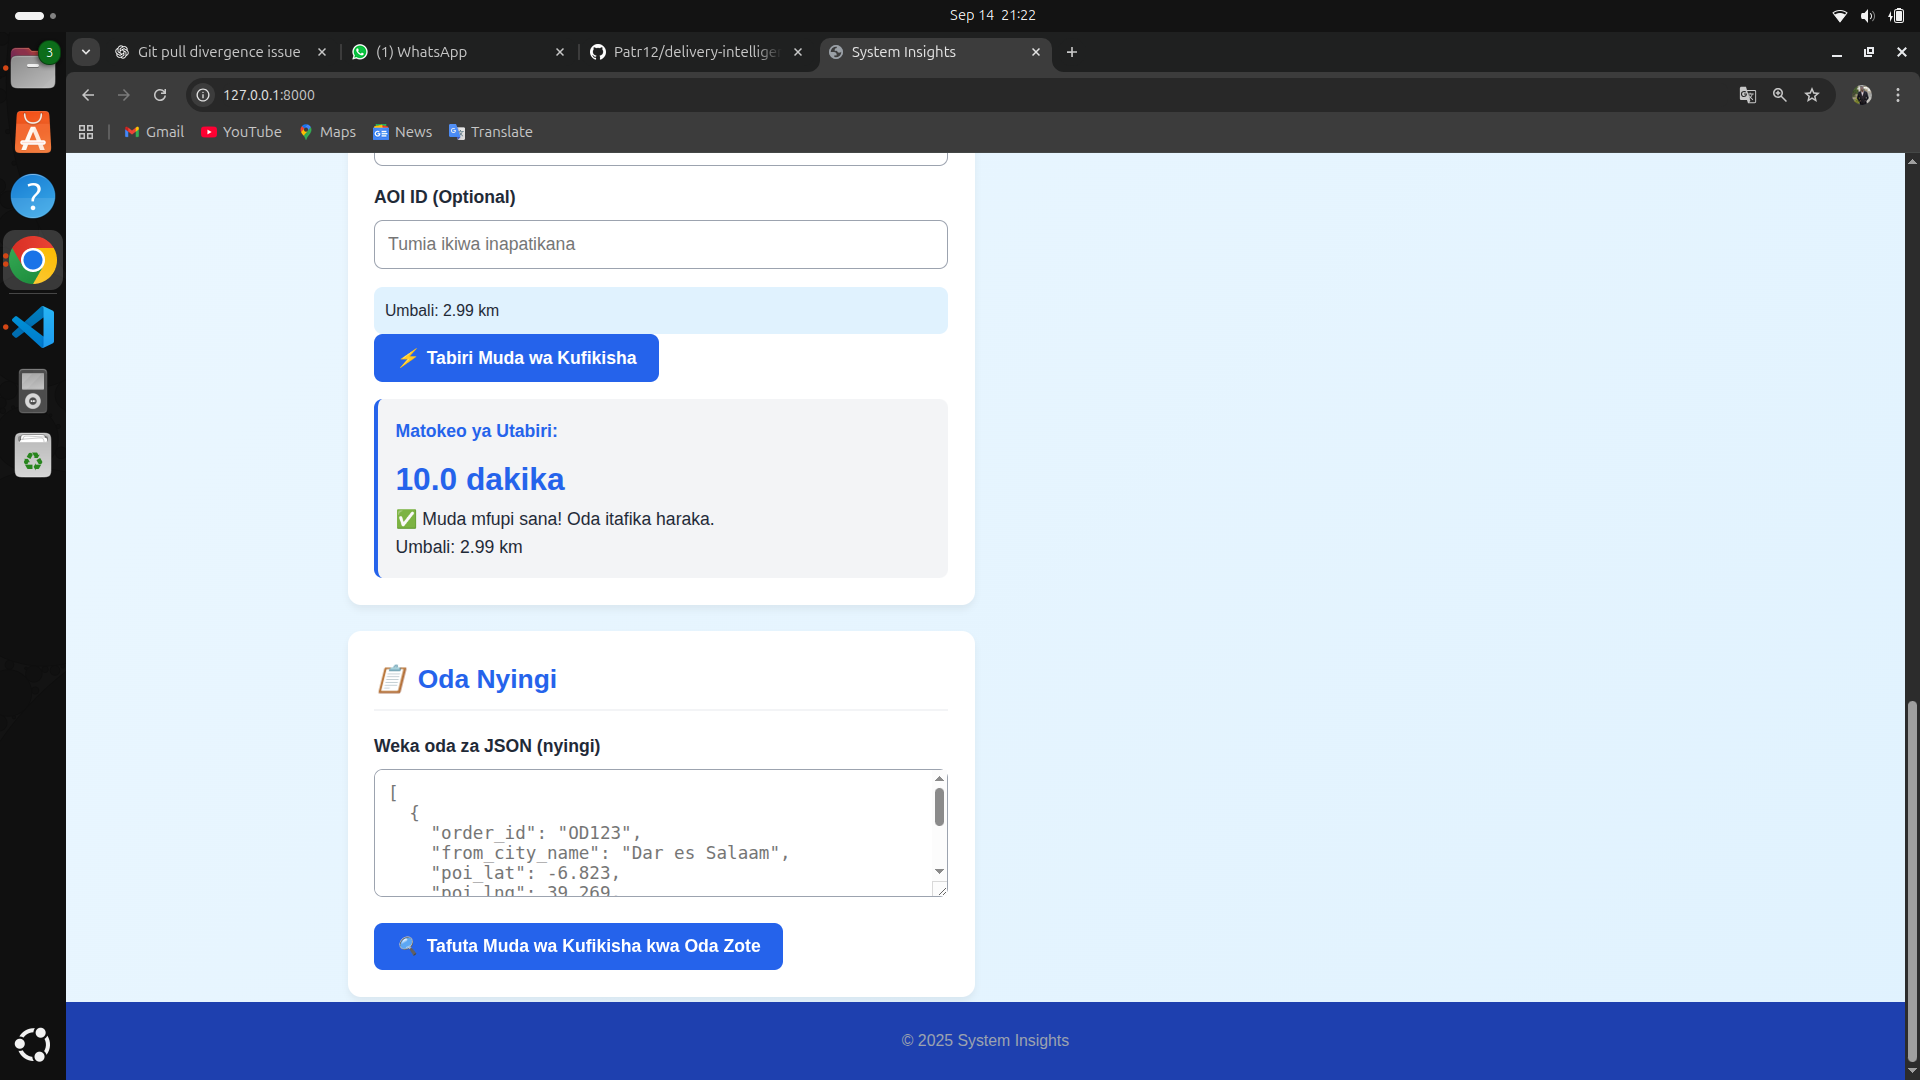 Sep 14 21:22
3
Git pull divergence issue
(1) WhatsApp
Patr12/delivery-intellige
System Insights
127.0.0.1:8000
Gmail
YouTube
Maps
News
Translate
AOI ID (Optional)
Tumia ikiwa inapatikana
Umbali: 2.99 km
⚡ Tabiri Muda wa Kufikisha
Matokeo ya Utabiri:
10.0 dakika
✅ Muda mfupi sana! Oda itafika haraka.
Umbali: 2.99 km
📋 Oda Nyingi
Weka oda za JSON (nyingi)
[
{
"order_id": "OD123",
"from_city_name": "Dar es Salaam",
"poi_lat": -6.823,
"poi_lng": 39.269,
🔍 Tafuta Muda wa Kufikisha kwa Oda Zote
© 2025 System Insights